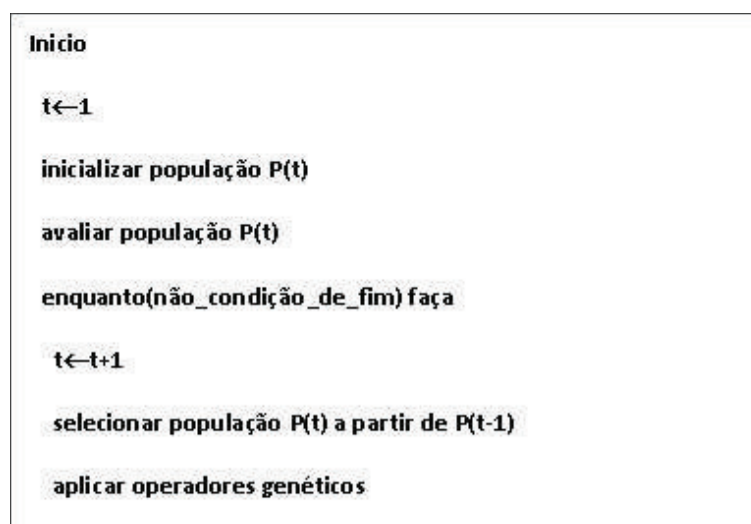 Inicio
t←1
inicializar população P(t)
avaliar população P(t)
enquanto(não_condição_de_fim) faça
t←t+1
selecionar população P(t) a partir de P(t-1)
aplicar operadores genéticos